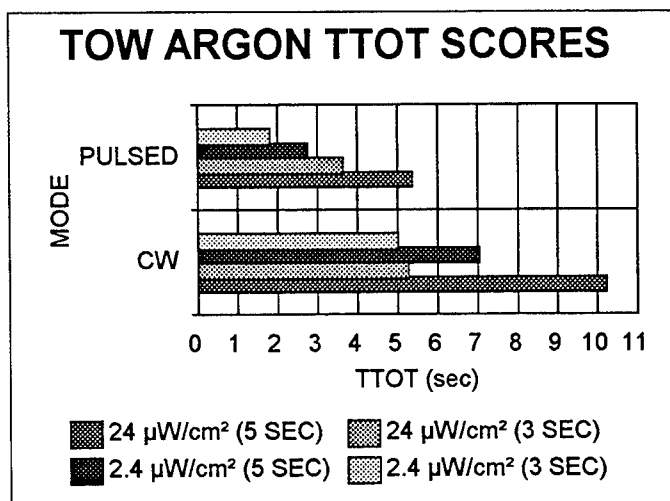 TOW ARGON TTOT SCORES
MODE
PULSED
CW
0 1 2 3 4 5 6 7 8 9 10 11
TTOT (sec)
24 µW/cm² (5 SEC) 24 µW/cm² (3 SEC)
2.4 µW/cm² (5 SEC) 2.4 µW/cm² (3 SEC)